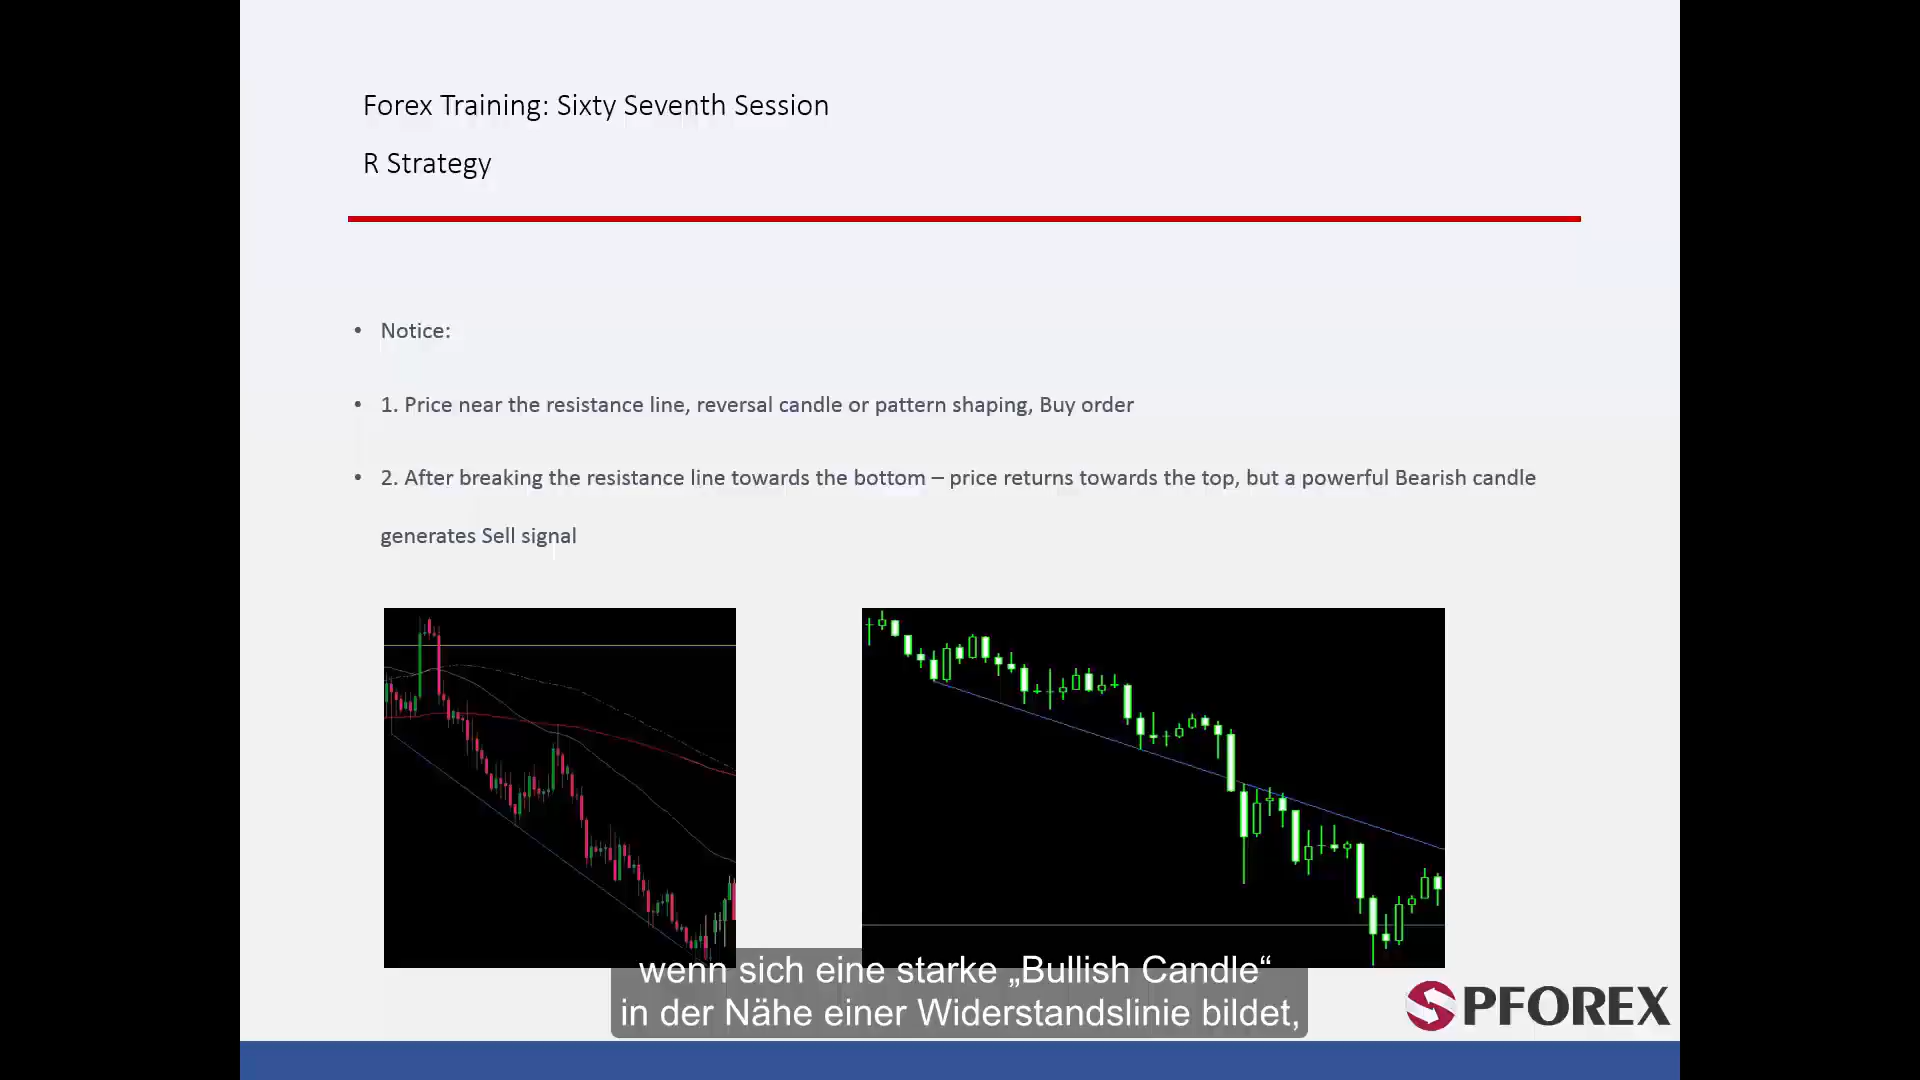 Forex Training: Sixty Seventh Session
R Strategy
• Notice:
• 1. Price near the resistance line, reversal candle or pattern shaping, Buy order
• 2. After breaking the resistance line towards the bottom – price returns towards the top, but a powerful Bearish candle
generates Sell signal
wenn sich eine starke „Bullish Candle“
in der Nähe einer Widerstandslinie bildet,
PFOREX